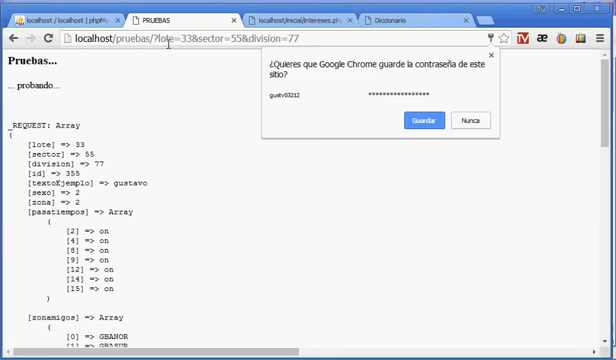 localhost / localhost | phpMy
PRUEBAS
localhost/inicial/intereses.ph
Diccionario
localhost/pruebas/?lote=33&sector=55&division=77
Pruebas...
¿Quieres que Google Chrome guarde la contraseña de este
sitio?
gustv03212 *****************
Guardar Nunca
... probando...
_REQUEST: Array
(
[lote] => 33
[sector] => 55
[division] => 77
[id] => 355
[textoEjemplo] => gustavo
[sexo] => 2
[zona] => 2
[pasatiempos] => Array
(
[2] => on
[4] => on
[8] => on
[9] => on
[12] => on
[14] => on
[15] => on
)
[zonamigos] => Array
(
[0] => GBANOR
[1] => GBASUR